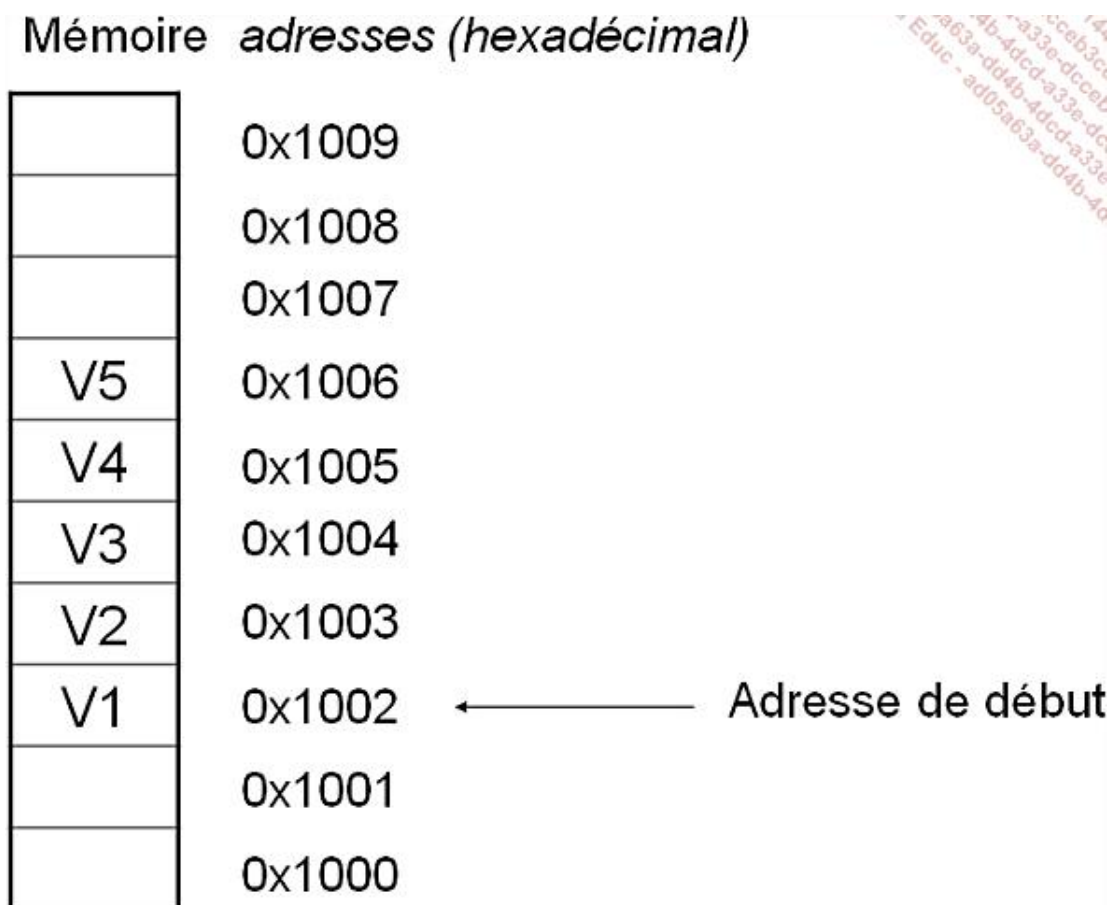 Mémoire adresses (hexadécimal)
0x1009
0x1008
0x1007
V5 0x1006
V4 0x1005
V3 0x1004
V2 0x1003
V1 0x1002 Adresse de début
0x1001
0x1000